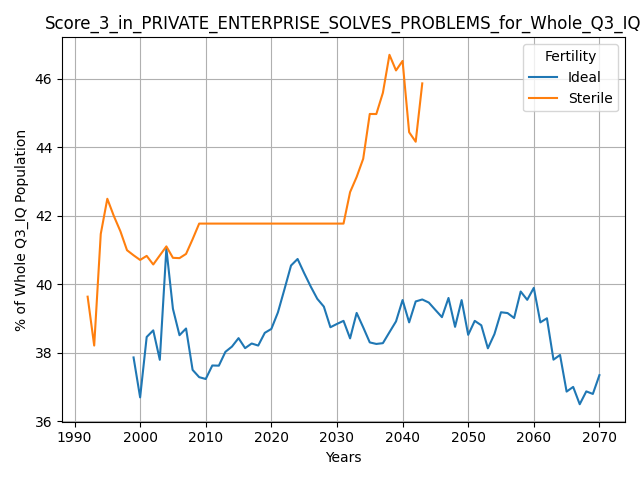 Score_3_in_PRIVATE_ENTERPRISE_SOLVES_PROBLEMS_for_Whole_Q3_IQ
Fertility
Ideal
Sterile
% of Whole Q3_IQ Population
46
44
42
40
38
36
1990 2000 2010 2020 2030 2040 2050 2060 2070
Years